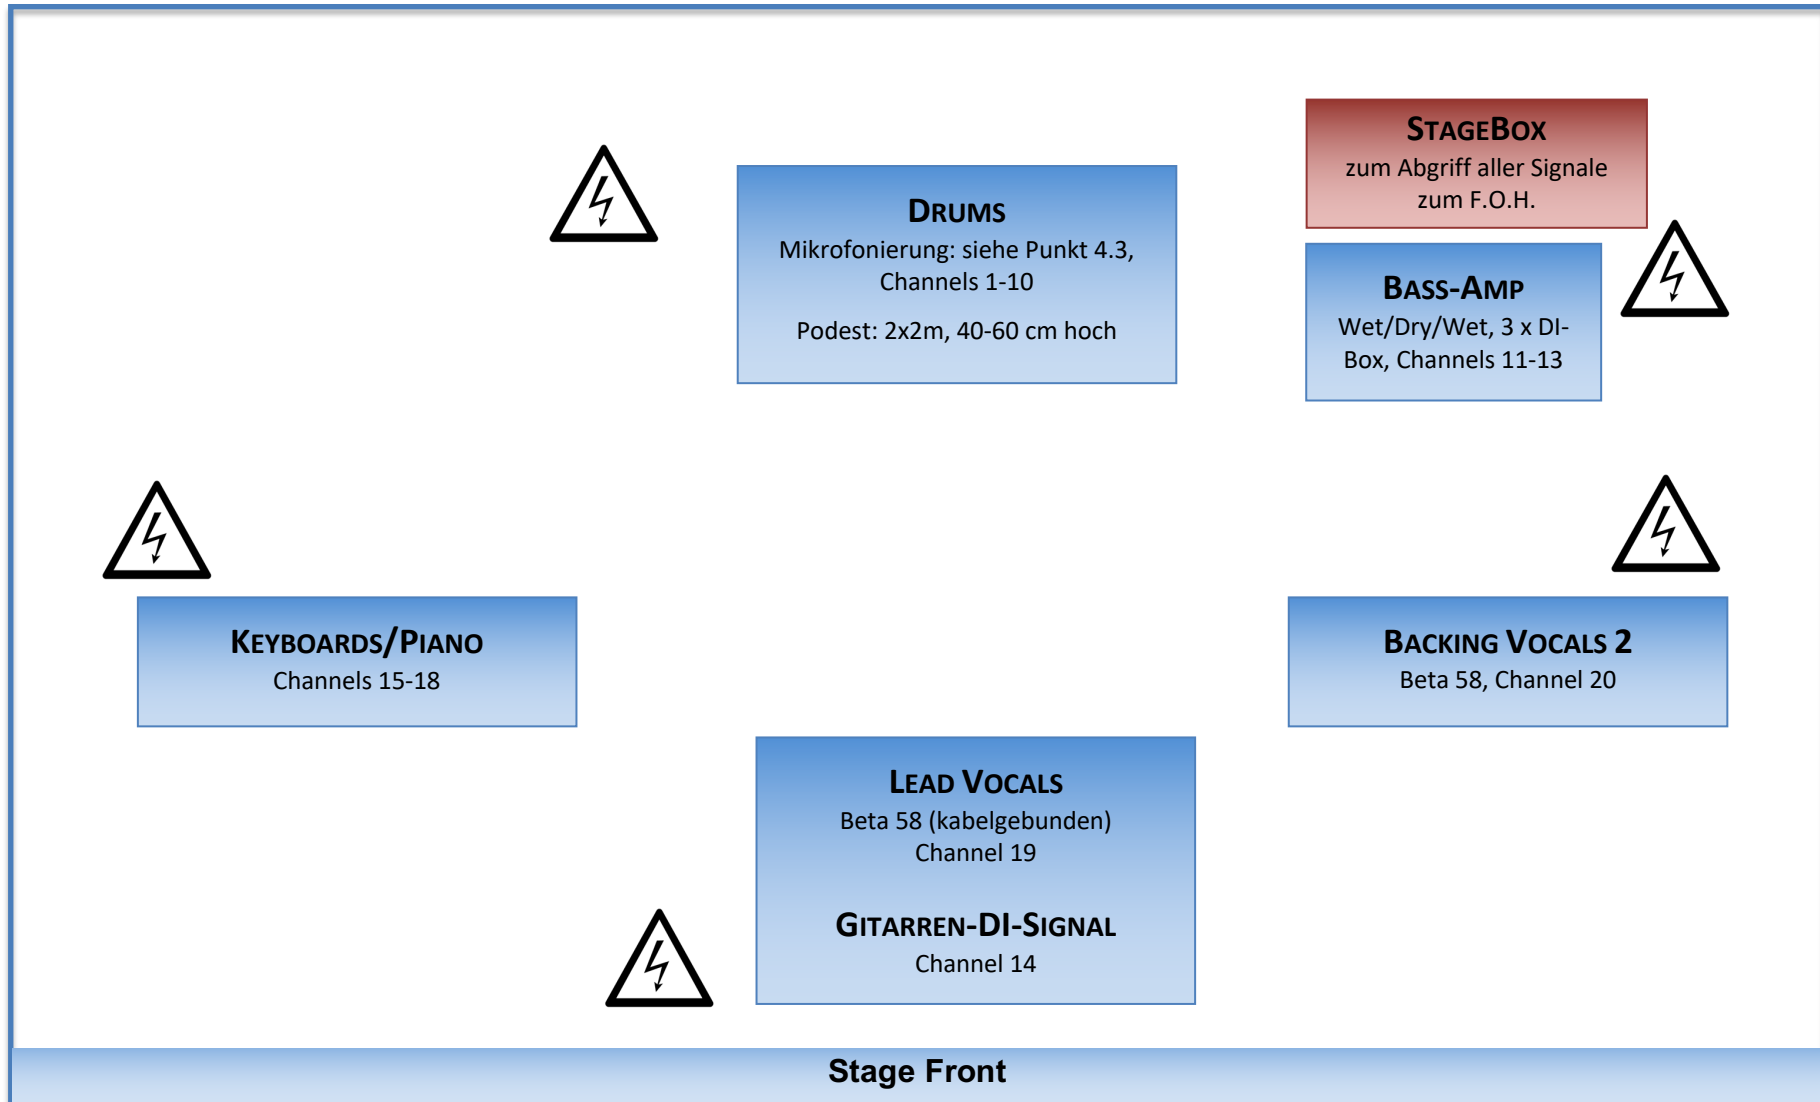 STAGEBOX
zum Abgriff aller Signale
zum F.O.H.
DRUMS
Mikrofonierung: siehe Punkt 4.3,
Channels 1-10
Podest: 2x2m, 40-60 cm hoch
BASS-AMP
Wet/Dry/Wet, 3 x DI-
Box, Channels 11-13
KEYBOARDS/PIANO
Channels 15-18
BACKING VOCALS 2
Beta 58, Channel 20
LEAD VOCALS
Beta 58 (kabelgebunden)
Channel 19
GITARREN-DI-SIGNAL
Channel 14
Stage Front